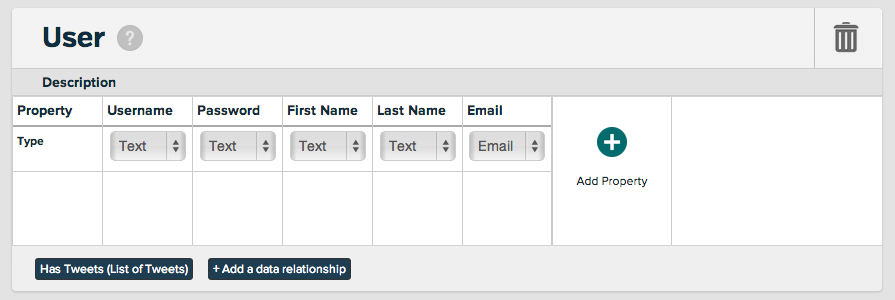 User ?
Description
Property Username Password First Name Last Name Email
Type Text Text Text Text Email
Add Property
Has Tweets (List of Tweets) + Add a data relationship